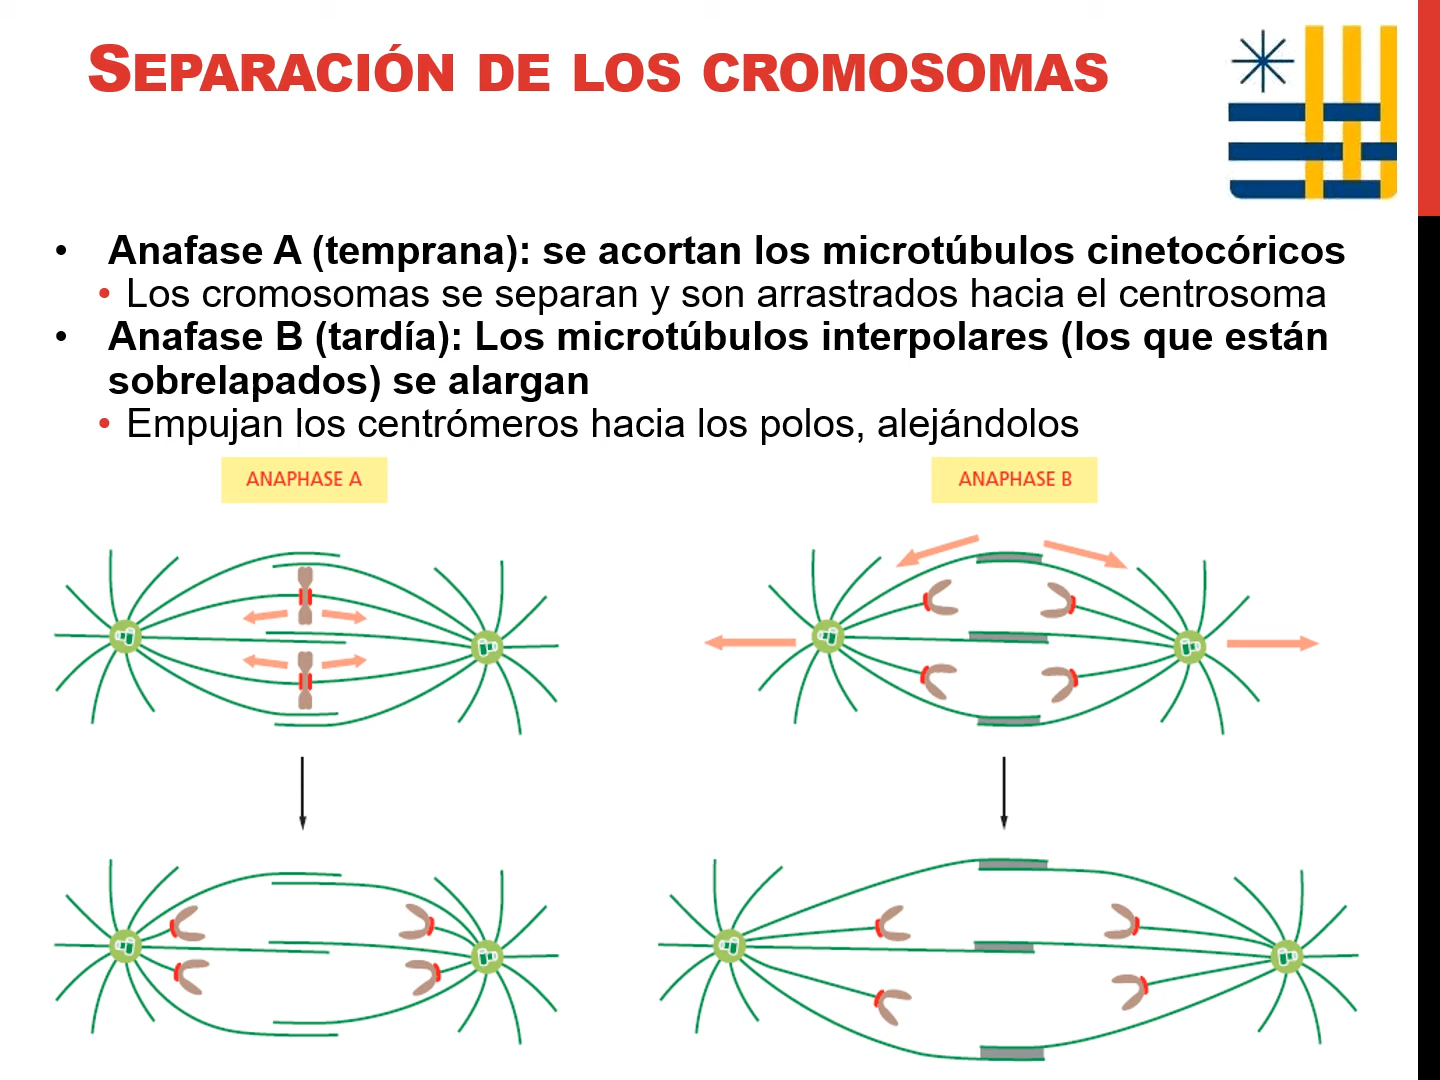 SEPARACIÓN DE LOS CROMOSOMAS
• Anafase A (temprana): se acortan los microtúbulos cinetocóricos
• Los cromosomas se separan y son arrastrados hacia el centrosoma
• Anafase B (tardía): Los microtúbulos interpolares (los que están
sobrelapados) se alargan
• Empujan los centrómeros hacia los polos, alejándolos
ANAPHASE A
ANAPHASE B